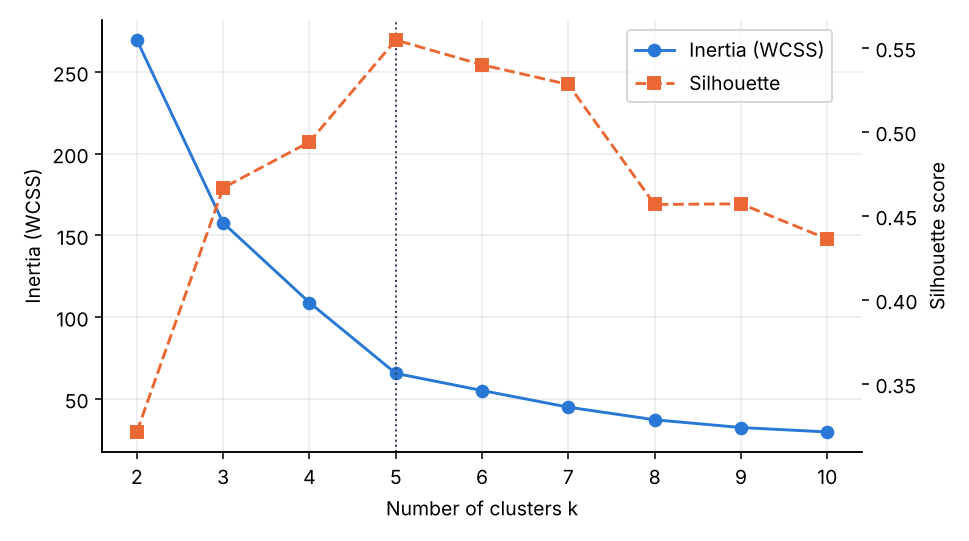 Inertia (WCSS)
Silhouette
Inertia (WCSS)
250
200
150
100
50
0.55
0.50
0.45
0.40
0.35
Silhouette score
2 3 4 5 6 7 8 9 10
Number of clusters k